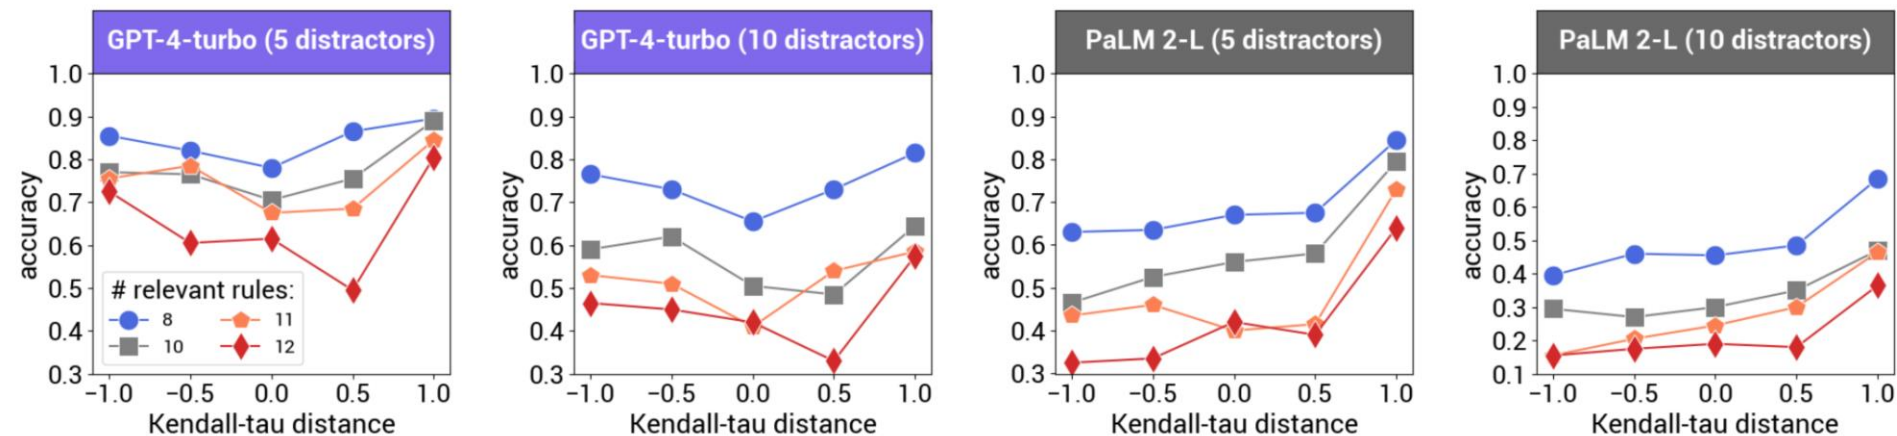 GPT-4-turbo (5 distractors)
1.0
0.9
0.8
0.7
0.6
0.5
0.4
0.3
accuracy
# relevant rules:
8
11
10
12
−1.0 −0.5 0.0 0.5 1.0
Kendall-tau distance
GPT-4-turbo (10 distractors)
1.0
0.9
0.8
0.7
0.6
0.5
0.4
0.3
accuracy
−1.0 −0.5 0.0 0.5 1.0
Kendall-tau distance
PaLM 2-L (5 distractors)
1.0
0.9
0.8
0.7
0.6
0.5
0.4
0.3
accuracy
−1.0 −0.5 0.0 0.5 1.0
Kendall-tau distance
PaLM 2-L (10 distractors)
1.0
0.9
0.8
0.7
0.6
0.5
0.4
0.3
0.2
0.1
accuracy
−1.0 −0.5 0.0 0.5 1.0
Kendall-tau distance